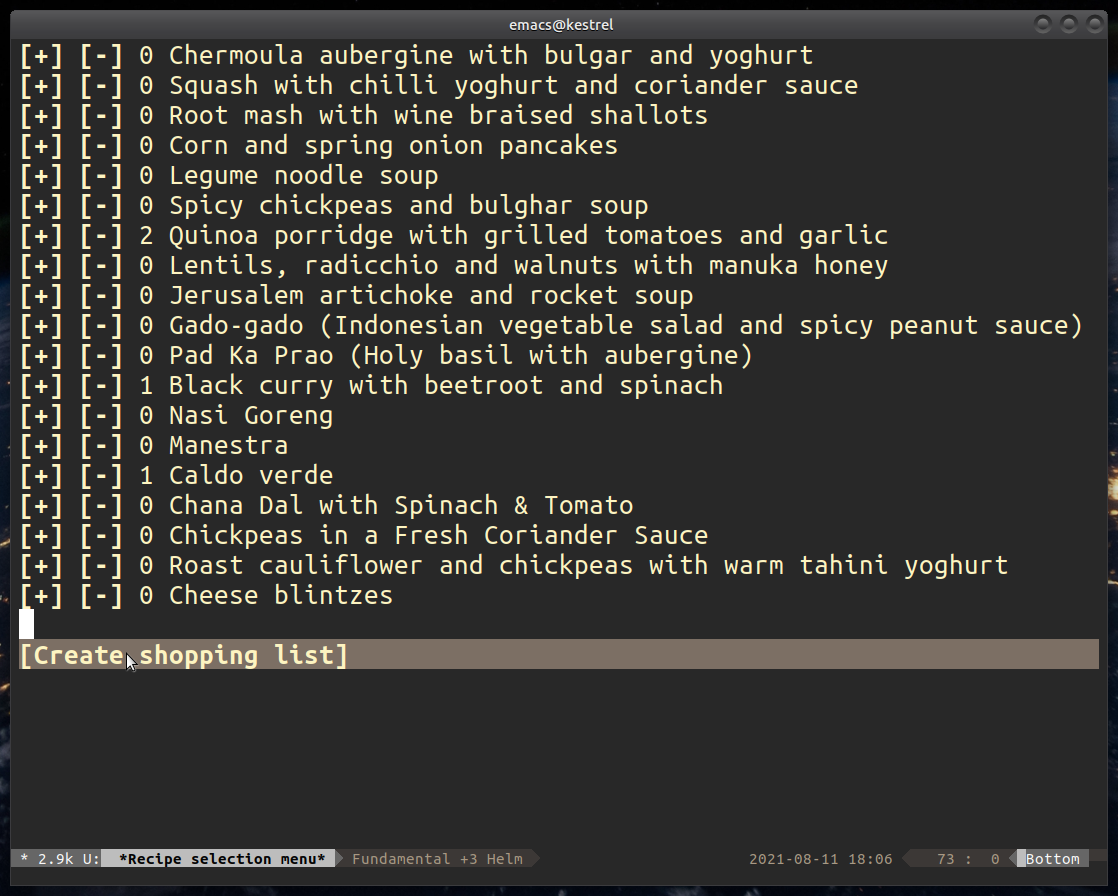 emacs@kestrel
[+] [-] 0 Chermoula aubergine with bulgar and yoghurt
[+] [-] 0 Squash with chilli yoghurt and coriander sauce
[+] [-] 0 Root mash with wine braised shallots
[+] [-] 0 Corn and spring onion pancakes
[+] [-] 0 Legume noodle soup
[+] [-] 0 Spicy chickpeas and bulghar soup
[+] [-] 2 Quinoa porridge with grilled tomatoes and garlic
[+] [-] 0 Lentils, radicchio and walnuts with manuka honey
[+] [-] 0 Jerusalem artichoke and rocket soup
[+] [-] 0 Gado-gado (Indonesian vegetable salad and spicy peanut sauce)
[+] [-] 0 Pad Ka Prao (Holy basil with aubergine)
[+] [-] 1 Black curry with beetroot and spinach
[+] [-] 0 Nasi Goreng
[+] [-] 0 Manestra
[+] [-] 1 Caldo verde
[+] [-] 0 Chana Dal with Spinach & Tomato
[+] [-] 0 Chickpeas in a Fresh Coriander Sauce
[+] [-] 0 Roast cauliflower and chickpeas with warm tahini yoghurt
[+] [-] 0 Cheese blintzes
[Create shopping list]
* 2.9k U: *Recipe selection menu* Fundamental +3 Helm 2021-08-11 18:06 73 : 0 Bottom